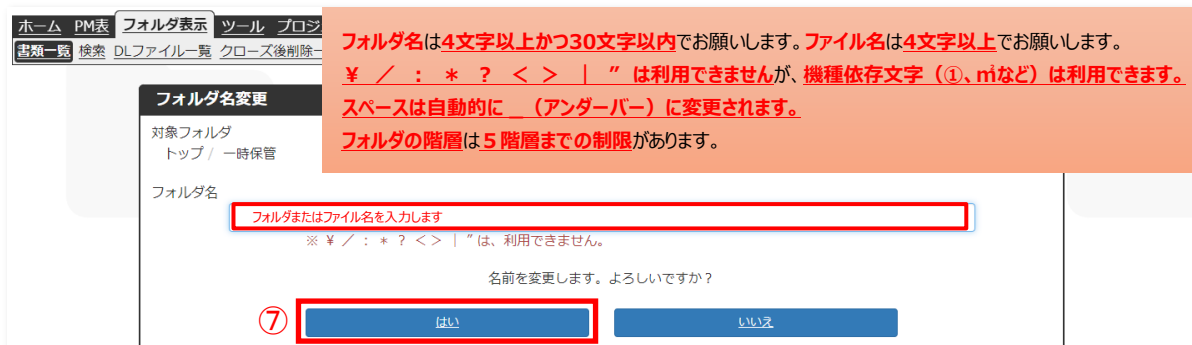 ホーム PM表 フォルダ表示 ツール プロジ
書類一覧 検索 DLファイル一覧 クローズ後削除一
フォルダ名は4文字以上かつ30文字以内でお願いします。ファイル名は4文字以上でお願いします。
￥ ／ ： ＊ ？ ＜ ＞ ｜ ” は利用できませんが、機種依存文字（①、㎡など）は利用できます。
スペースは自動的に _（アンダーバー）に変更されます。
フォルダの階層は５階層までの制限があります。
フォルダ名変更
対象フォルダ
トップ / 一時保管
フォルダ名
フォルダまたはファイル名を入力します
※ ￥ ／ ： ＊ ？ ＜ ＞ ｜ ” は、利用できません。
名前を変更します。よろしいですか？
⑦ はい いいえ